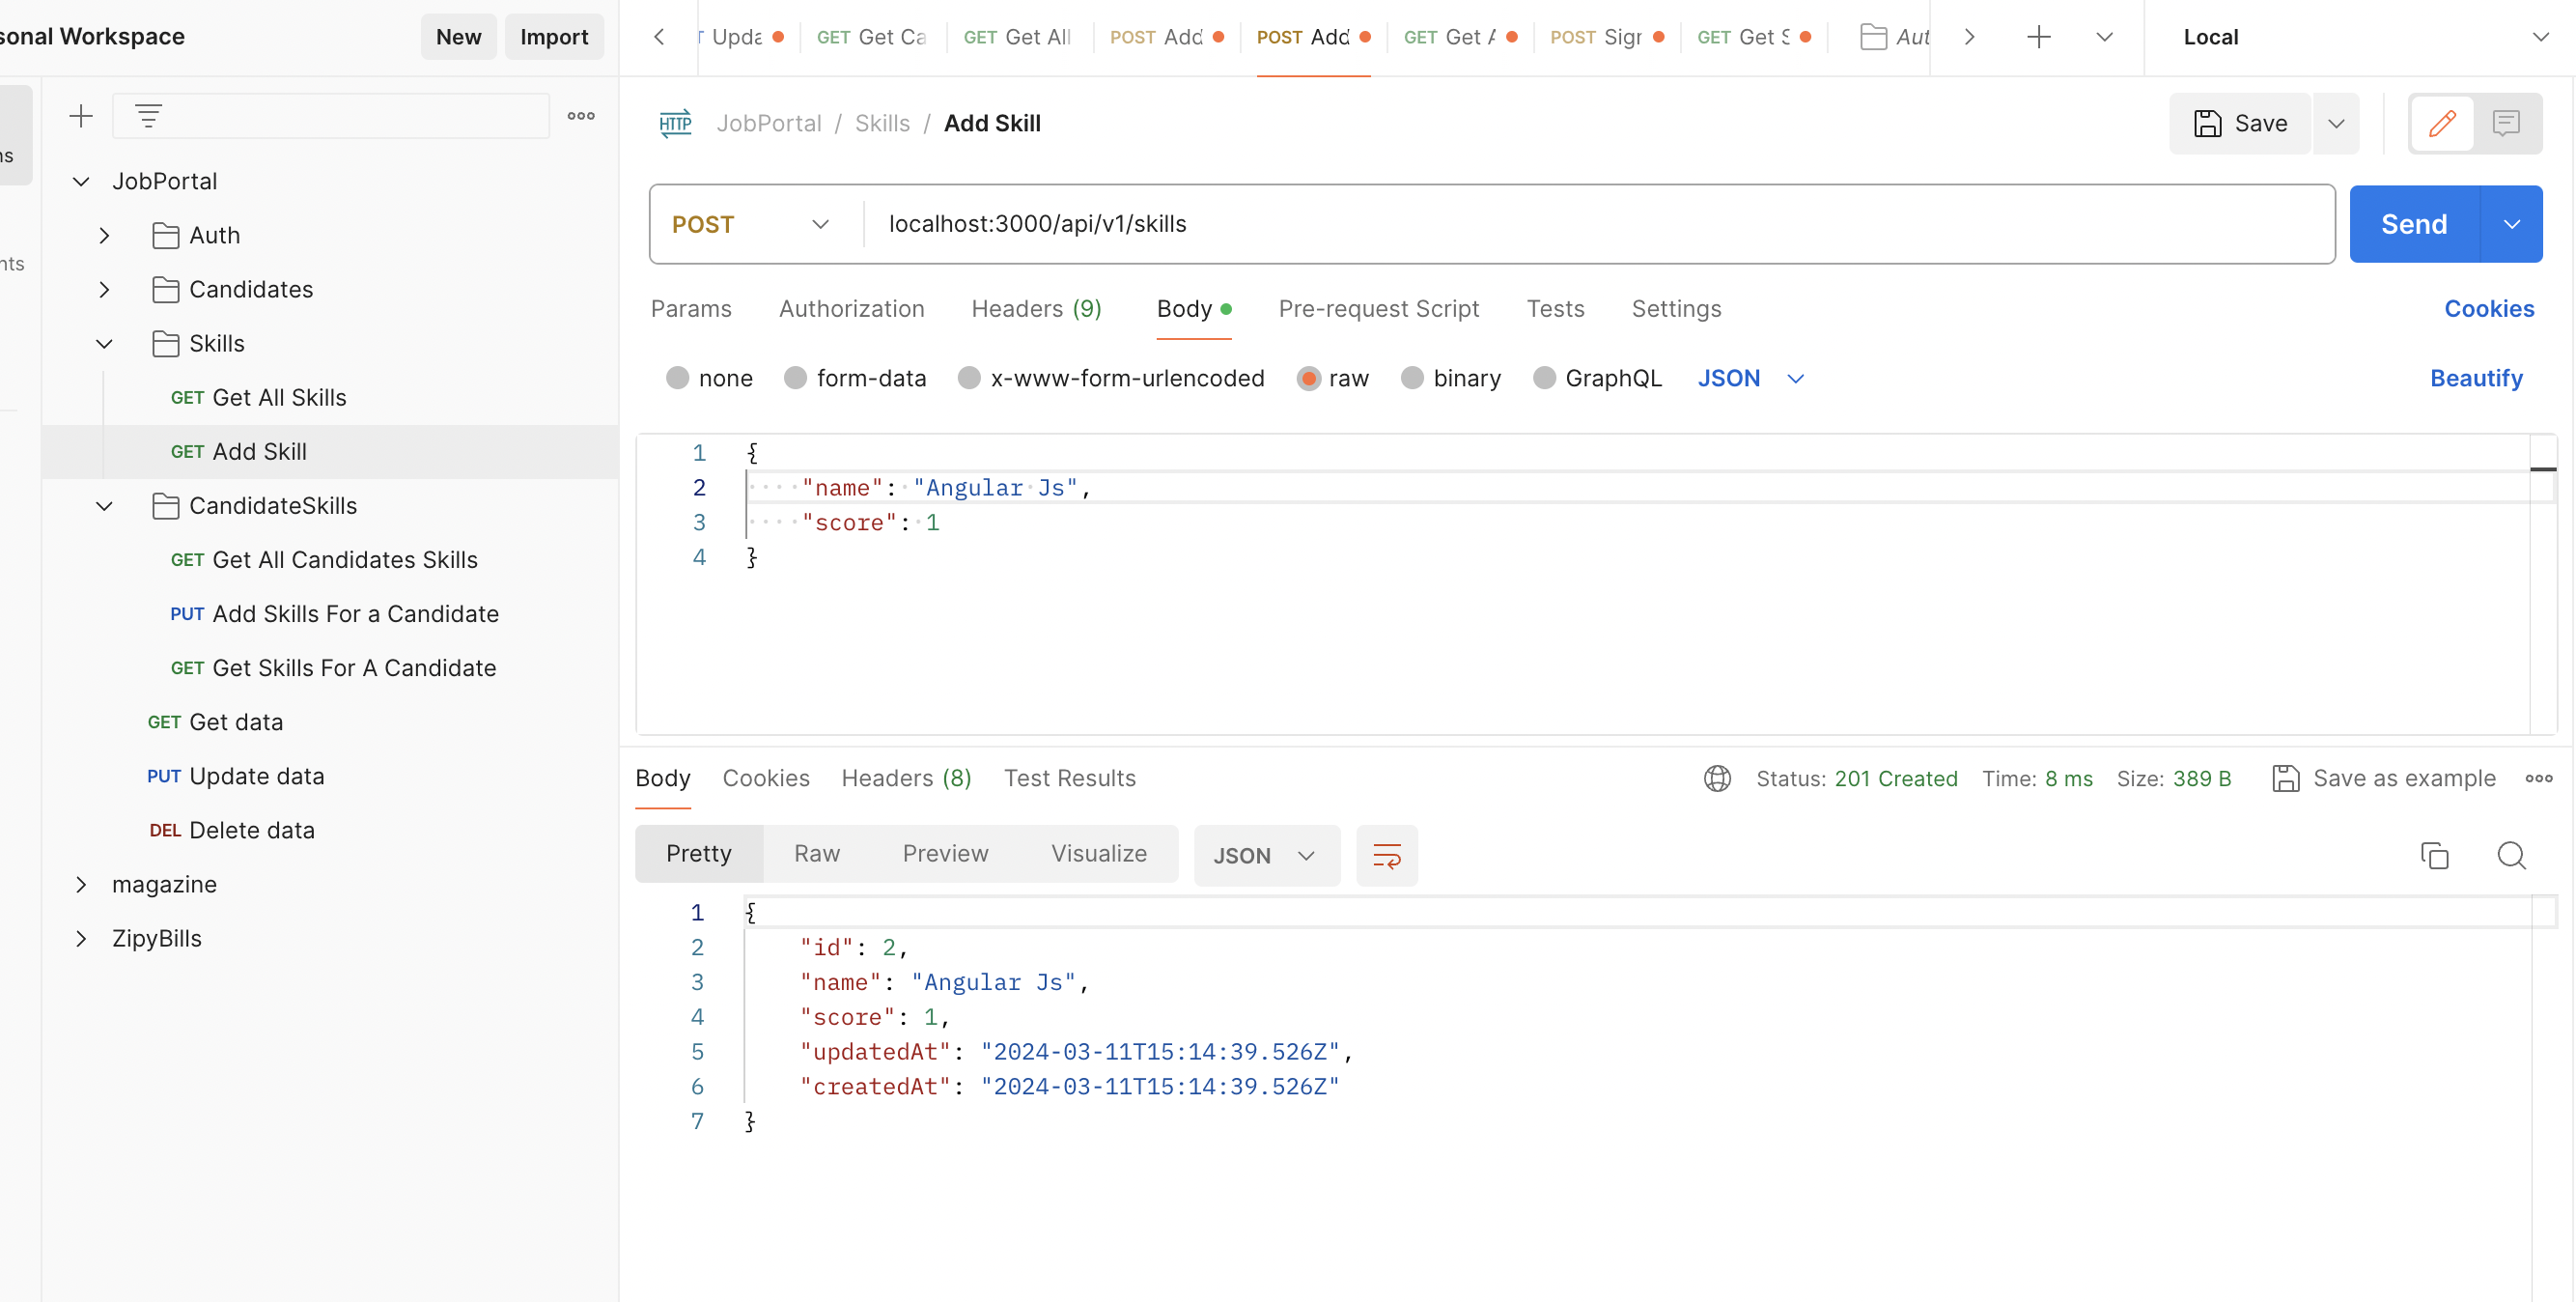 sonal Workspace
New
Import
Upda
GET Get Ca
GET Get All
POST Add
POST Add
GET Get A
POST Sign
GET Get S
Aut
Local
ns
nts
JobPortal
Auth
Candidates
Skills
GET Get All Skills
GET Add Skill
CandidateSkills
GET Get All Candidates Skills
PUT Add Skills For a Candidate
GET Get Skills For A Candidate
GET Get data
PUT Update data
DEL Delete data
magazine
ZipyBills
HTTP JobPortal / Skills / Add Skill
Save
POST localhost:3000/api/v1/skills
Send
Params Authorization Headers (9) Body Pre-request Script Tests Settings Cookies
none form-data x-www-form-urlencoded raw binary GraphQL JSON Beautify
1 {
2 "name": "Angular Js",
3 "score": 1
4 }
Body Cookies Headers (8) Test Results Status: 201 Created Time: 8 ms Size: 389 B Save as example
Pretty Raw Preview Visualize JSON
1 {
2 "id": 2,
3 "name": "Angular Js",
4 "score": 1,
5 "updatedAt": "2024-03-11T15:14:39.526Z",
6 "createdAt": "2024-03-11T15:14:39.526Z"
7 }